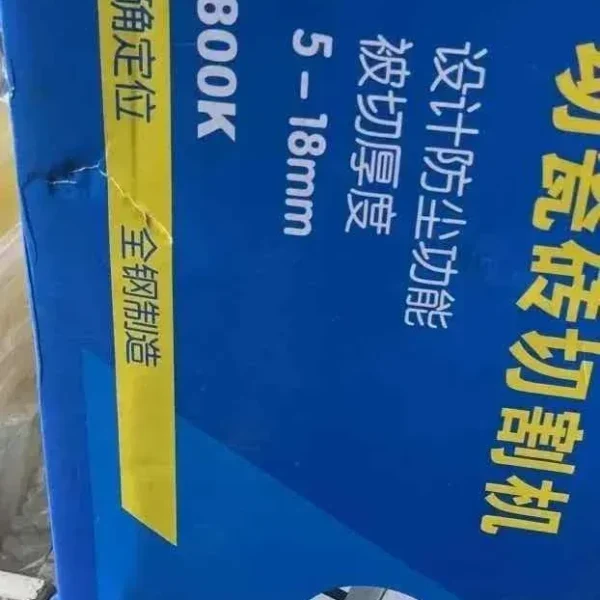 动瓷砖切割机
设计防尘功能
被切厚度
5-18mm
800K
确定位 全钢制造